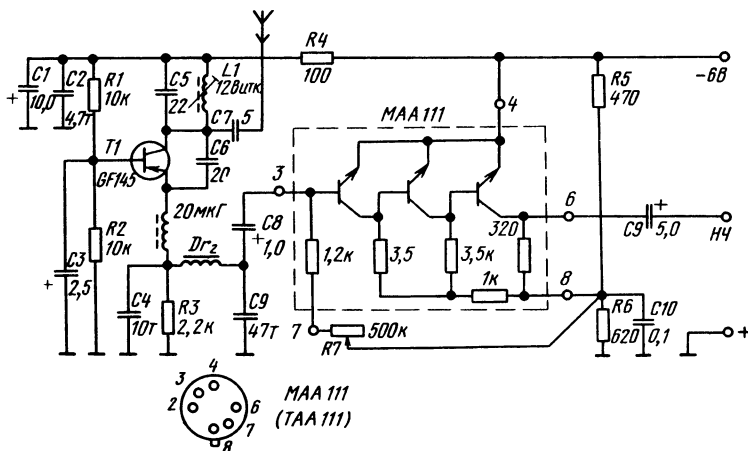 C1
10,0
+
C2
4,7т
R1
10к
C5
22
L1
12витк.
C7
5
R4
100
-6в
R5
470
МАА 111
4
T1
GF145
C6
20
3
6
C9
+
5,0
НЧ
20мкГ
C8
+
1,0
R2
10к
C3
+
2,5
Dr2
1,2к
3,5
3,5к
320
1к
8
C4
10т
R3
2,2к
C9
47т
7
R7
500к
R6
620
C10
0,1
+
4
3
2
6
7
8
МАА 111
(ТАА 111)